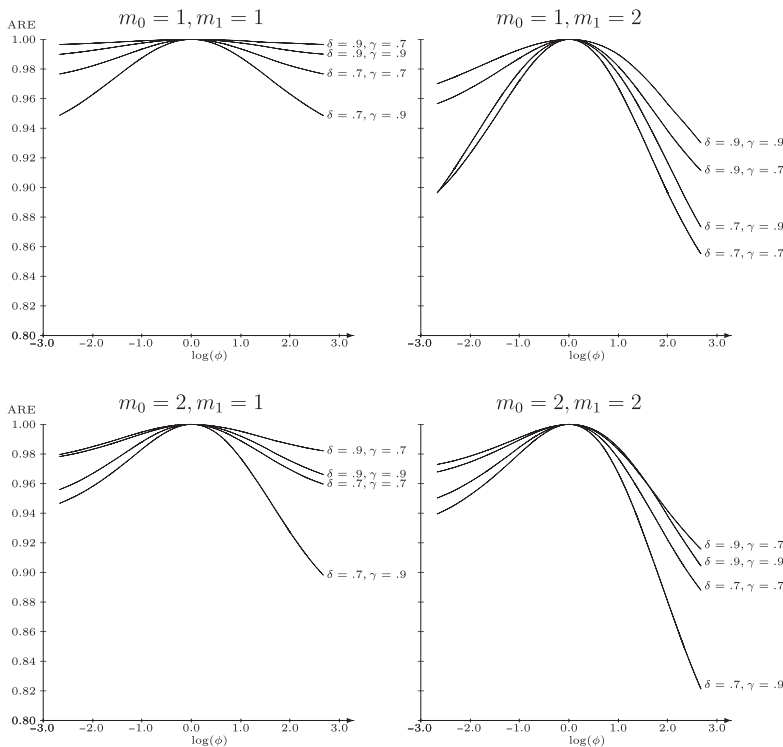 m₀ = 1, m₁ = 1
ARE
1.00
0.98
0.96
0.94
0.92
0.90
0.88
0.86
0.84
0.82
0.80
δ = .9, γ = .7
δ = .9, γ = .9
δ = .7, γ = .7
δ = .7, γ = .9
-3.0 -2.0 -1.0 0.0 1.0 2.0 3.0
log(φ)
m₀ = 1, m₁ = 2
δ = .9, γ = .9
δ = .9, γ = .7
δ = .7, γ = .9
δ = .7, γ = .7
-3.0 -2.0 -1.0 0.0 1.0 2.0 3.0
log(φ)
m₀ = 2, m₁ = 1
ARE
1.00
0.98
0.96
0.94
0.92
0.90
0.88
0.86
0.84
0.82
0.80
δ = .9, γ = .7
δ = .9, γ = .9
δ = .7, γ = .7
δ = .7, γ = .9
-3.0 -2.0 -1.0 0.0 1.0 2.0 3.0
log(φ)
m₀ = 2, m₁ = 2
δ = .9, γ = .7
δ = .9, γ = .9
δ = .7, γ = .7
δ = .7, γ = .9
-3.0 -2.0 -1.0 0.0 1.0 2.0 3.0
log(φ)